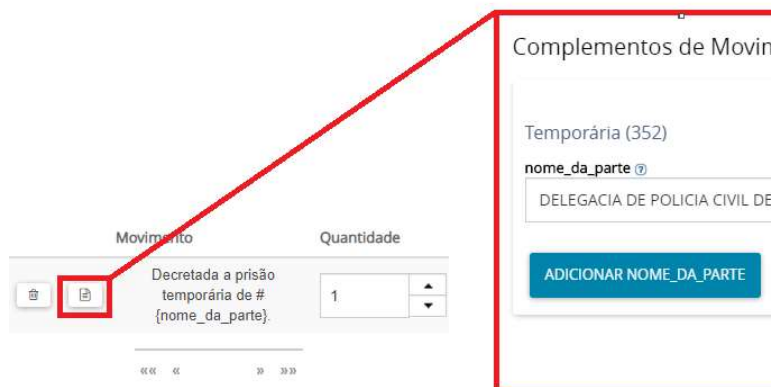 Complementos de Movim
Temporária (352)
nome_da_parte
DELEGACIA DE POLICIA CIVIL DE
ADICIONAR NOME_DA_PARTE
Movimento
Quantidade
Decretada a prisão
temporária de #
{nome_da_parte}.
1
«« « » »»